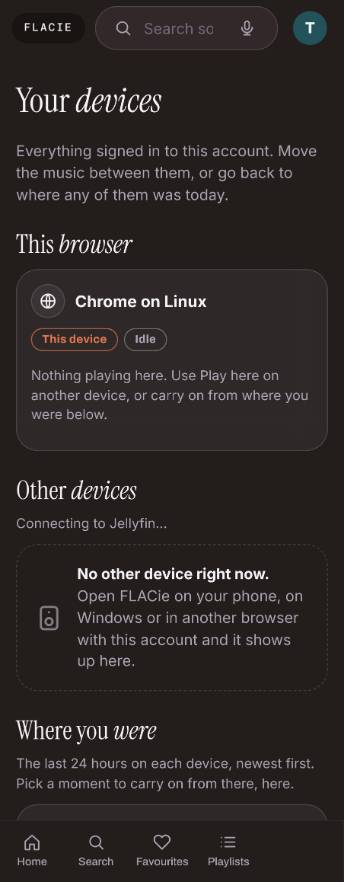 FLACIE
Search so
T
Your devices
Everything signed in to this account. Move
the music between them, or go back to
where any of them was today.
This browser
Chrome on Linux
This device
Idle
Nothing playing here. Use Play here on
another device, or carry on from where you
were below.
Other devices
Connecting to Jellyfin...
No other device right now.
Open FLACie on your phone, on
Windows or in another browser
with this account and it shows
up here.
Where you were
The last 24 hours on each device, newest first.
Pick a moment to carry on from there, here.
Home
Search
Favourites
Playlists